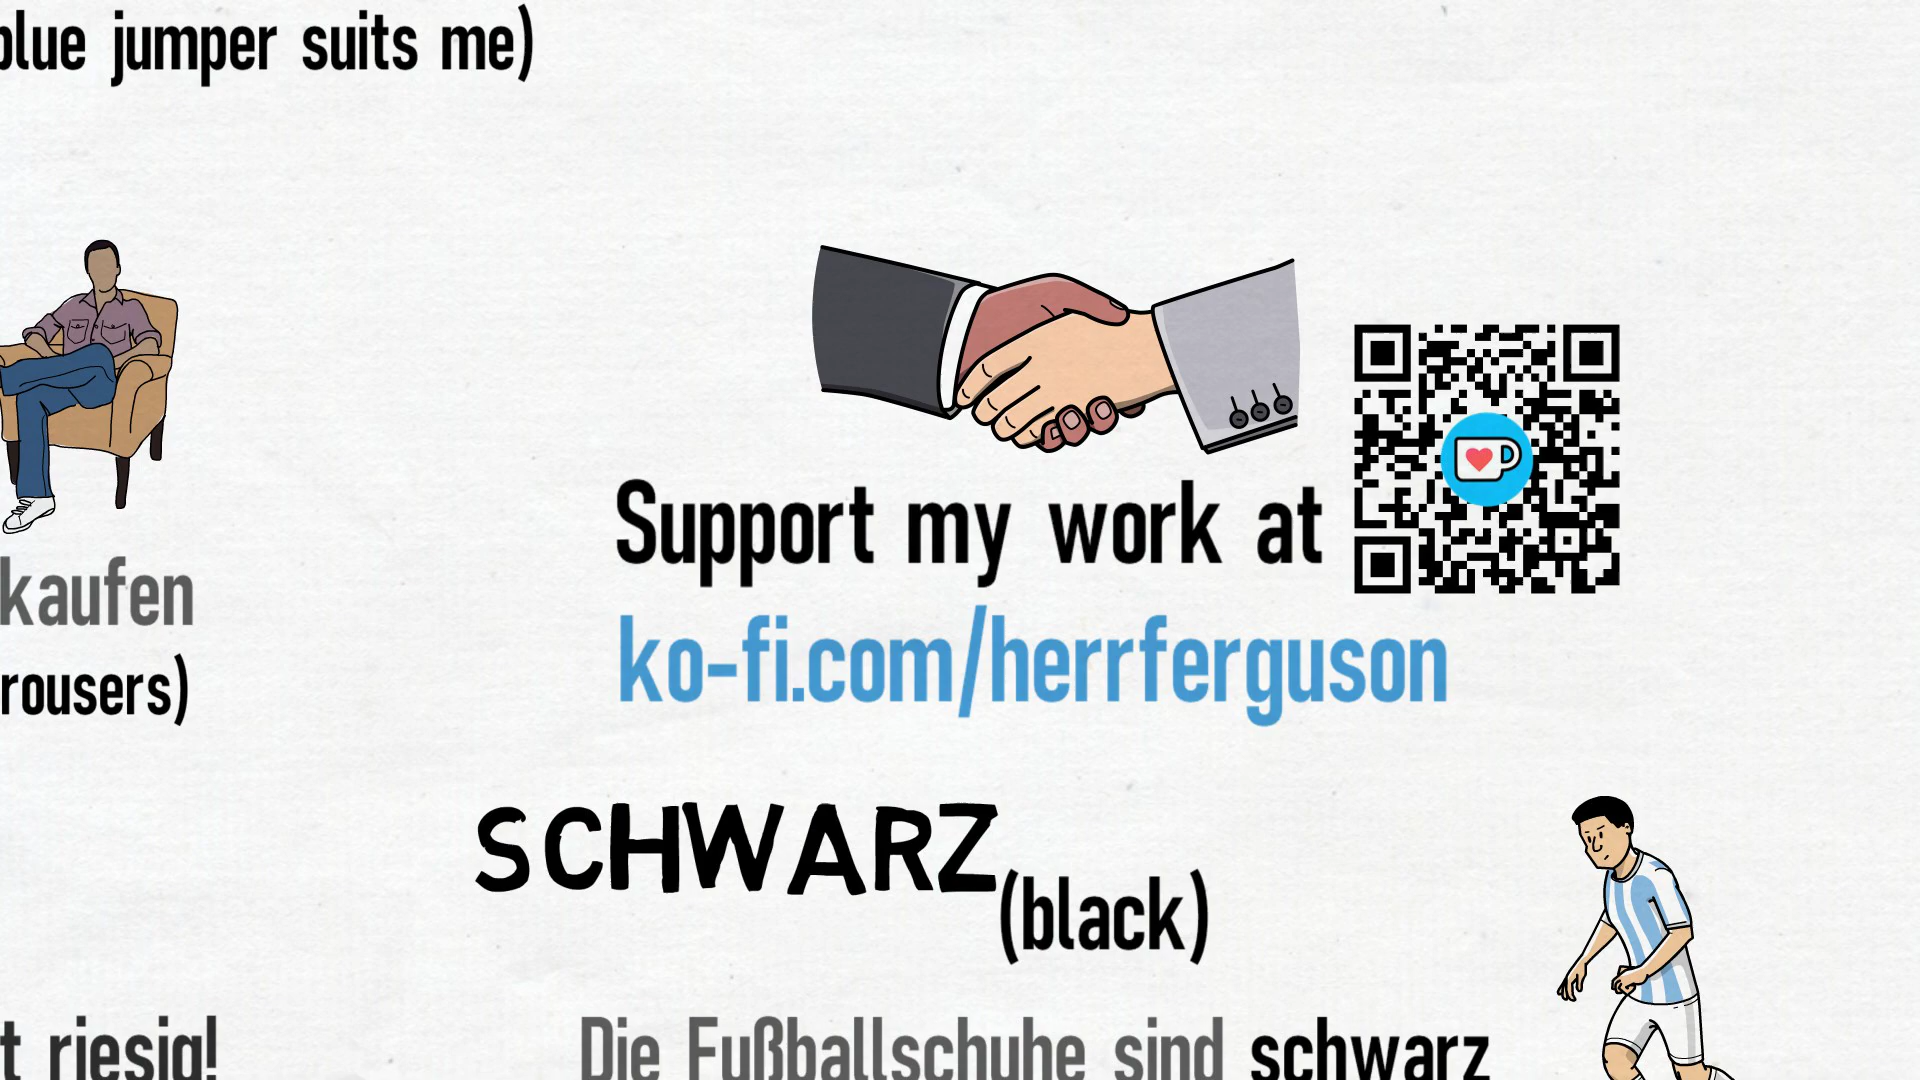 blue jumper suits me)
Support my work at
ko-fi.com/herrferguson
kaufen
rousers)
SCHWARZ
(black)
t riesig!
Die Fußballschuhe sind schwarz